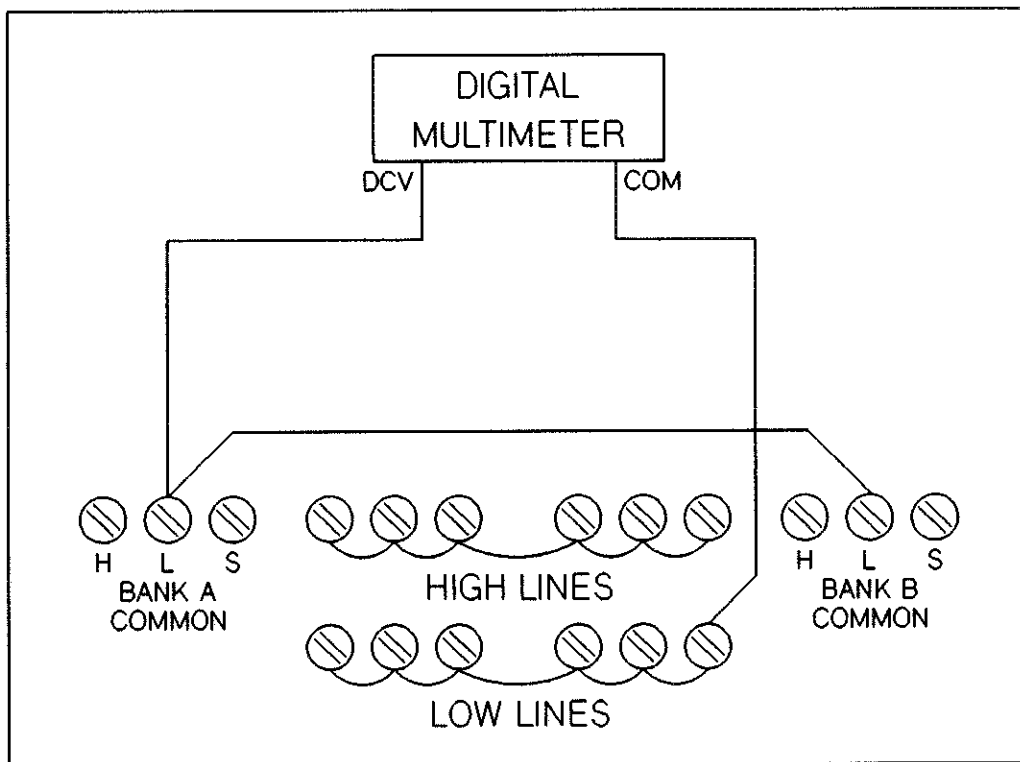 DIGITAL
MULTIMETER
DCV
COM
H L S
BANK A
COMMON
HIGH LINES
H L S
BANK B
COMMON
LOW LINES